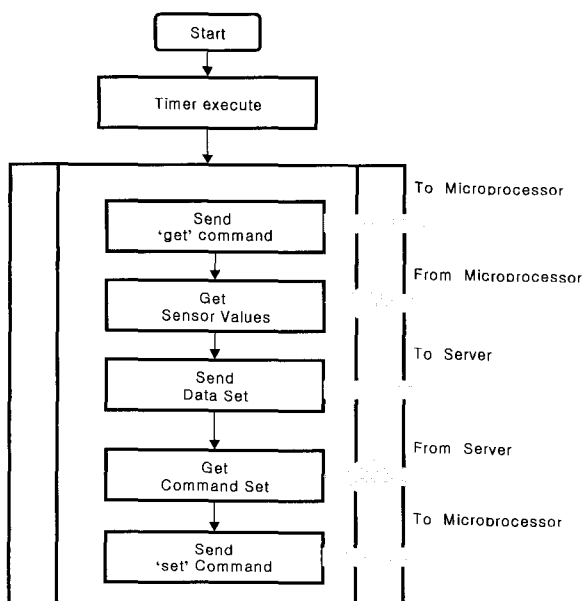 Start
Timer execute
To Microprocessor
Send
'get' command
From Microprocessor
Get
Sensor Values
To Server
Send
Data Set
From Server
Get
Command Set
To Microprocessor
Send
'set' Command